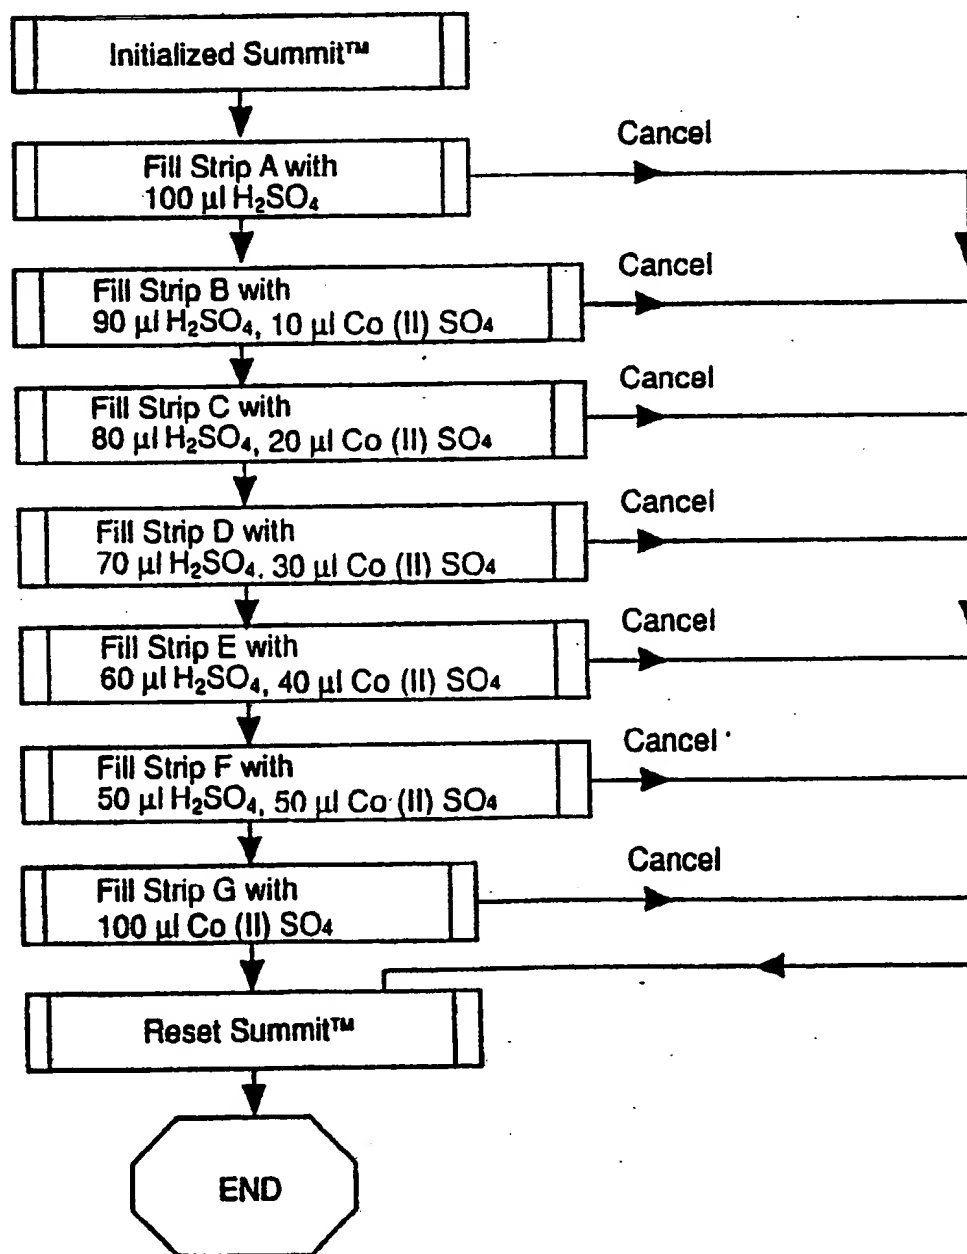 Initialized Summit™
Fill Strip A with
100 µl H₂SO₄
Cancel
Fill Strip B with
90 µl H₂SO₄, 10 µl Co (II) SO₄
Cancel
Fill Strip C with
80 µl H₂SO₄, 20 µl Co (II) SO₄
Cancel
Fill Strip D with
70 µl H₂SO₄, 30 µl Co (II) SO₄
Cancel
Fill Strip E with
60 µl H₂SO₄, 40 µl Co (II) SO₄
Cancel
Fill Strip F with
50 µl H₂SO₄, 50 µl Co (II) SO₄
Cancel
Fill Strip G with
100 µl Co (II) SO₄
Cancel
Reset Summit™
END